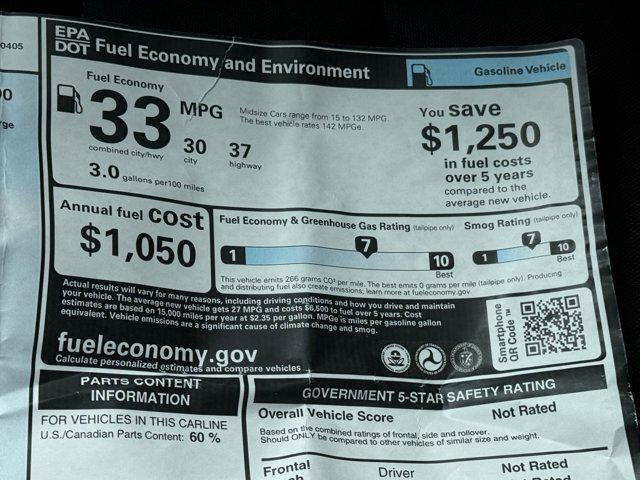 0405
EPA
DOT
Fuel Economy and Environment
Gasoline Vehicle
00
rge
Fuel Economy
33 MPG
combined city/hwy
30
city
37
highway
3.0 gallons per 100 miles
Midsize Cars range from 15 to 132 MPG.
The best vehicle rates 142 MPGe.
You save
$1,250
in fuel costs
over 5 years
compared to the
average new vehicle.
Annual fuel cost
$1,050
Fuel Economy & Greenhouse Gas Rating (tailpipe only)
1
7
10
Best
Smog Rating (tailpipe only)
1
7
10
Best
This vehicle emits 266 grams CO² per mile. The best emits 0 grams per mile (tailpipe only). Producing
and distributing fuel also create emissions, learn more at fueleconomy.gov.
Actual results will vary for many reasons, including driving conditions and how you drive and maintain
your vehicle. The average new vehicle gets 27 MPG and costs $6,500 to fuel over 5 years. Cost
estimates are based on 15,000 miles per year at $2.35 per gallon. MPGe is miles per gasoline gallon
equivalent. Vehicle emissions are a significant cause of climate change and smog.
fueleconomy.gov
Calculate personalized estimates and compare vehicles
Smartphone
QR Code ™
PARTS CONTENT
INFORMATION
FOR VEHICLES IN THIS CARLINE
U.S./Canadian Parts Content: 60 %
GOVERNMENT 5-STAR SAFETY RATING
Overall Vehicle Score
Not Rated
Based on the combined ratings of frontal, side and rollover.
Should ONLY be compared to other vehicles of similar size and weight.
Frontal
Driver
Not Rated